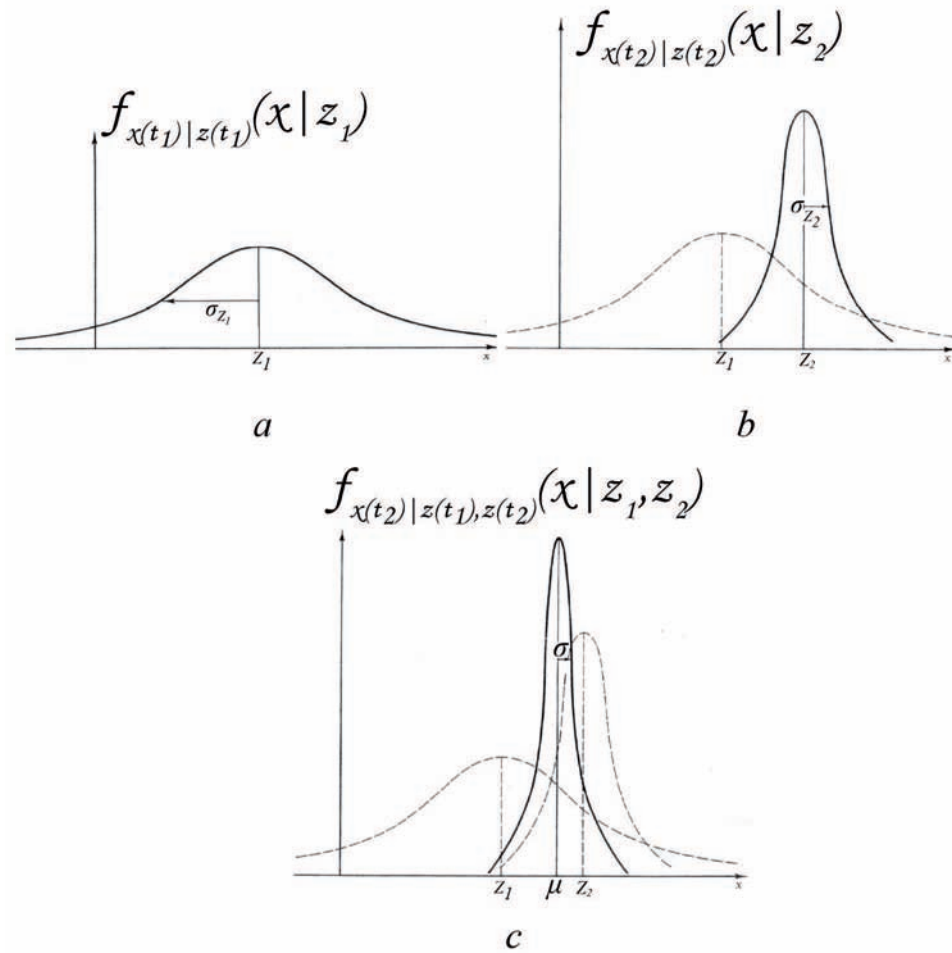 f_{x(t_1)|z(t_1)}(x|z_1)
σ_{Z_1}
Z_1
x
a
f_{x(t_2)|z(t_2)}(x|z_2)
σ_{Z_2}
Z_1
Z_2
x
b
f_{x(t_2)|z(t_1),z(t_2)}(x|z_1,z_2)
σ
Z_1
μ
Z_2
x
c